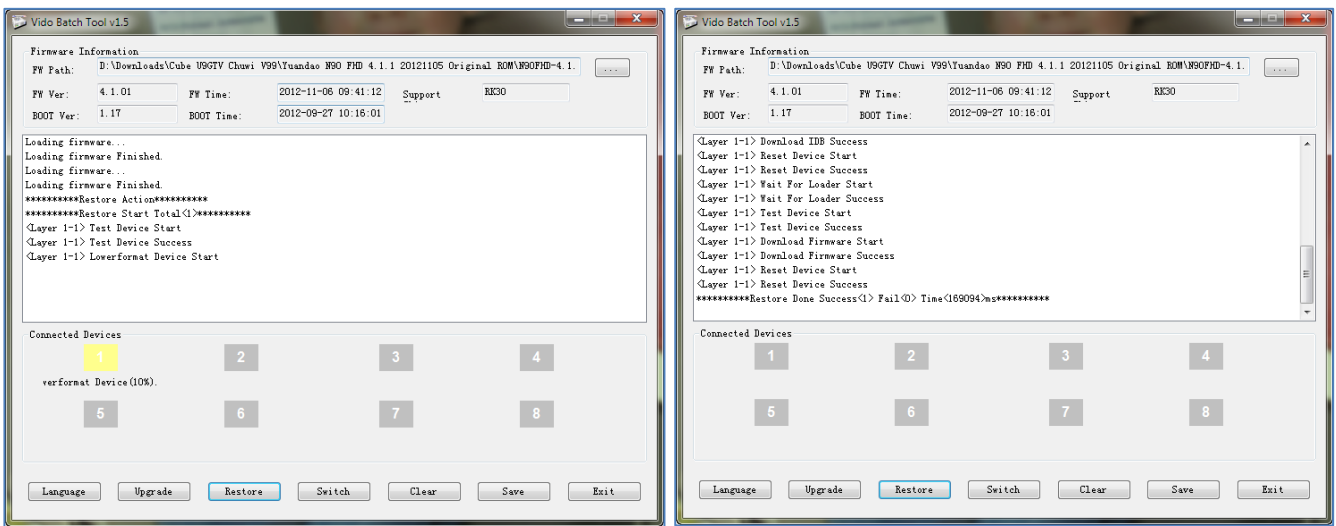 Vido Batch Tool v1.5
Firmware Information
FW Path: D:\Downloads\Cube U9GTV Chuwi V99\Yuandao N90 FHD 4.1.1 20121105 Original ROM\N90FHD-4.1. ...
FW Ver: 4.1.01 FW Time: 2012-11-06 09:41:12 Support RK30
BOOT Ver: 1.17 BOOT Time: 2012-09-27 10:16:01
Loading firmware...
Loading firmware Finished.
Loading firmware...
Loading firmware Finished.
**********Restore Action**********
**********Restore Start Total<1>**********
<Layer 1-1> Test Device Start
<Layer 1-1> Test Device Success
<Layer 1-1> Lowerformat Device Start
Connected Devices
1 2 3 4
verformat Device(10%).
5 6 7 8
Language Upgrade Restore Switch Clear Save Exit
Vido Batch Tool v1.5
Firmware Information
FW Path: D:\Downloads\Cube U9GTV Chuwi V99\Yuandao N90 FHD 4.1.1 20121105 Original ROM\N90FHD-4.1. ...
FW Ver: 4.1.01 FW Time: 2012-11-06 09:41:12 Support RK30
BOOT Ver: 1.17 BOOT Time: 2012-09-27 10:16:01
<Layer 1-1> Download IDB Success
<Layer 1-1> Reset Device Start
<Layer 1-1> Reset Device Success
<Layer 1-1> Wait For Loader Start
<Layer 1-1> Wait For Loader Success
<Layer 1-1> Test Device Start
<Layer 1-1> Test Device Success
<Layer 1-1> Download Firmware Start
<Layer 1-1> Download Firmware Success
<Layer 1-1> Reset Device Start
<Layer 1-1> Reset Device Success
**********Restore Done Success<1> Fail<0> Time<169094>ms**********
Connected Devices
1 2 3 4
5 6 7 8
Language Upgrade Restore Switch Clear Save Exit